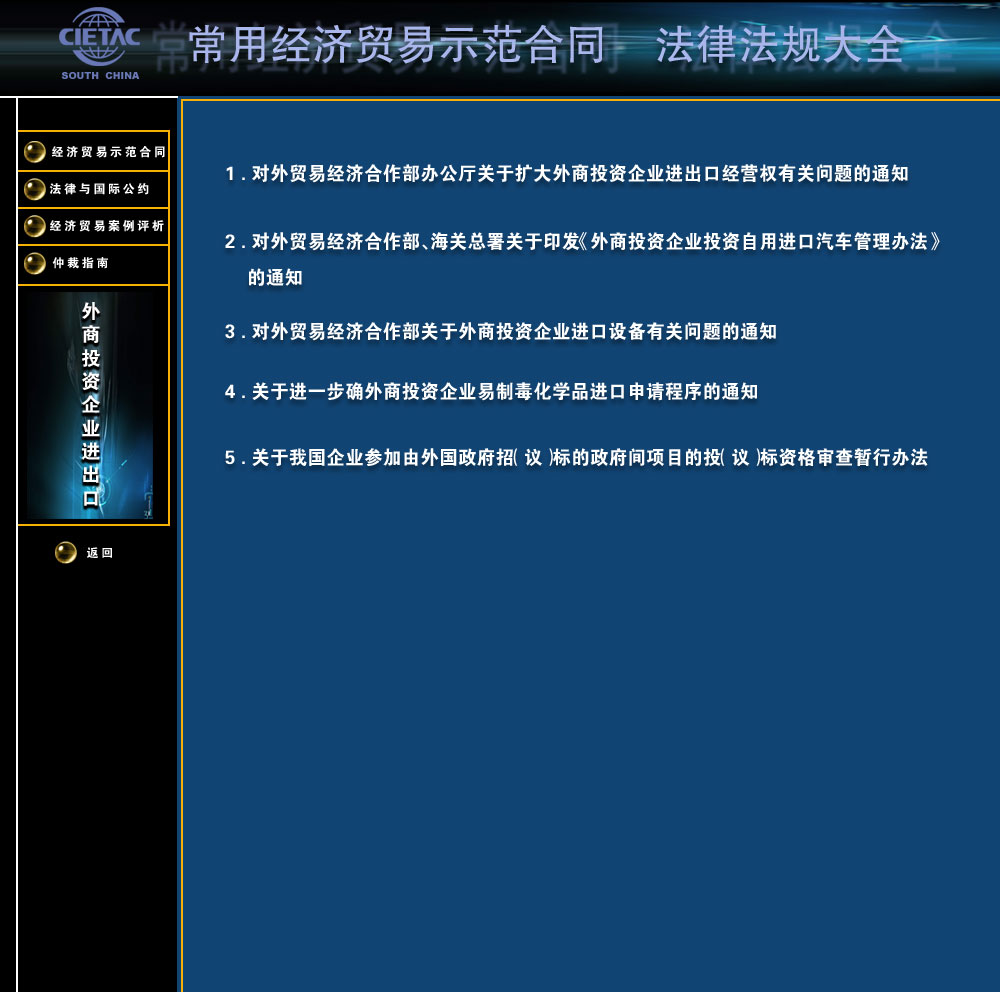 CIETAC
SOUTH CHINA
常用经济贸易示范合同 法律法规大全
经济贸易示范合同
法律与国际公约
经济贸易案例评析
仲裁指南
外商投资企业进出口
返回
1.对外贸易经济合作部办公厅关于扩大外商投资企业进出口经营权有关问题的通知
2.对外贸易经济合作部、海关总署关于印发《外商投资企业投资自用进口汽车管理办法》
的通知
3.对外贸易经济合作部关于外商投资企业进口设备有关问题的通知
4.关于进一步确外商投资企业易制毒化学品进口申请程序的通知
5.关于我国企业参加由外国政府招(议)标的政府间项目的投(议)标资格审查暂行办法